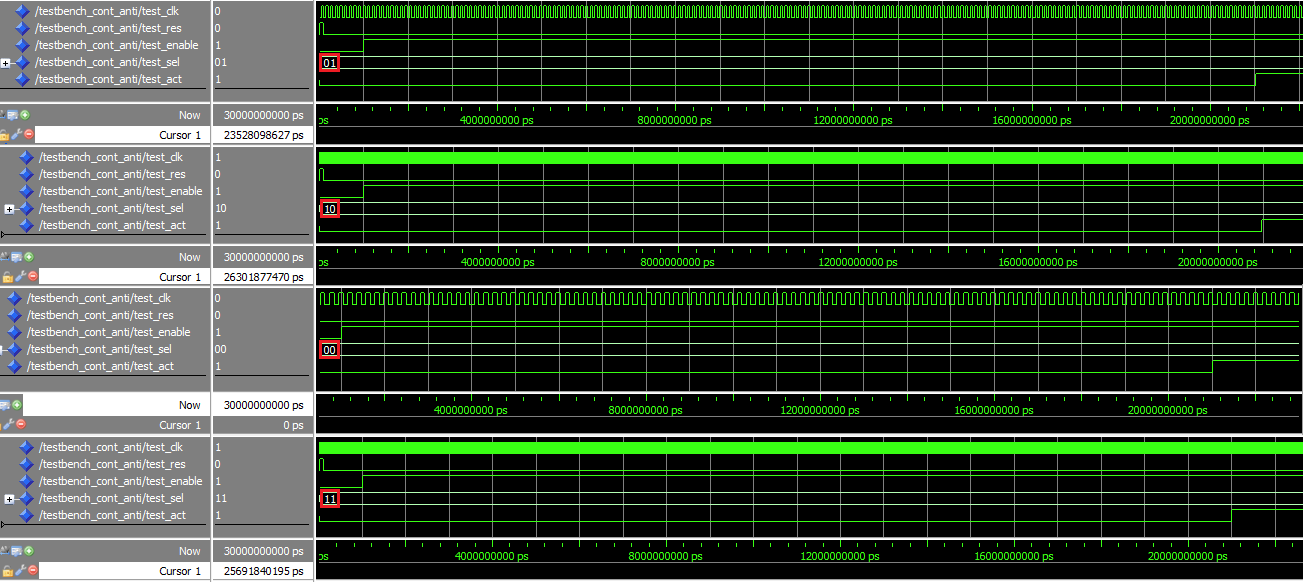 /testbench_cont_anti/test_clk 0
/testbench_cont_anti/test_res 0
/testbench_cont_anti/test_enable 1
/testbench_cont_anti/test_sel 01 01
/testbench_cont_anti/test_act 1
Now 30000000000 ps ps 4000000000 ps 8000000000 ps 12000000000 ps 16000000000 ps 20000000000 ps
Cursor 1 23528098627 ps
/testbench_cont_anti/test_clk 1
/testbench_cont_anti/test_res 0
/testbench_cont_anti/test_enable 1
/testbench_cont_anti/test_sel 10 10
/testbench_cont_anti/test_act 1
Now 30000000000 ps ps 4000000000 ps 8000000000 ps 12000000000 ps 16000000000 ps 20000000000 ps
Cursor 1 26301877470 ps
/testbench_cont_anti/test_clk 0
/testbench_cont_anti/test_res 0
/testbench_cont_anti/test_enable 1
/testbench_cont_anti/test_sel 00 00
/testbench_cont_anti/test_act 1
Now 30000000000 ps 4000000000 ps 8000000000 ps 12000000000 ps 16000000000 ps 20000000000 ps
Cursor 1 0 ps
/testbench_cont_anti/test_clk 1
/testbench_cont_anti/test_res 0
/testbench_cont_anti/test_enable 1
/testbench_cont_anti/test_sel 11 11
/testbench_cont_anti/test_act 1
Now 30000000000 ps ps 4000000000 ps 8000000000 ps 12000000000 ps 16000000000 ps 20000000000 ps
Cursor 1 25691840195 ps